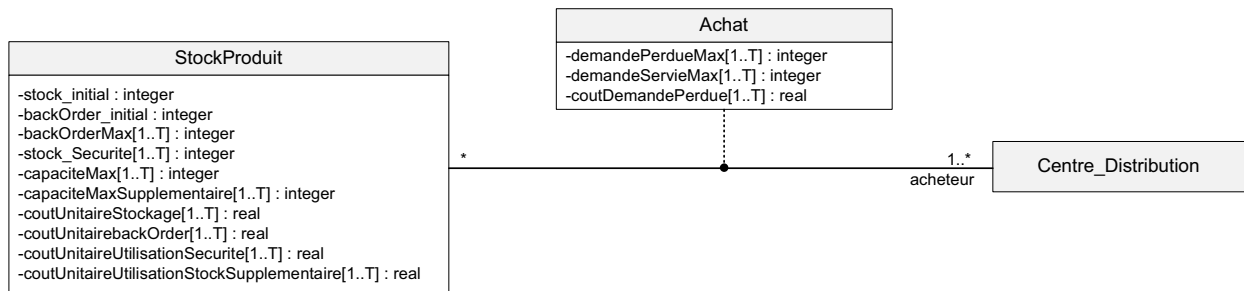 Achat
-demandePerdueMax[1..T] : integer
-demandeServieMax[1..T] : integer
-coutDemandePerdue[1..T] : real
StockProduit
-stock_initial : integer
-backOrder_initial : integer
-backOrderMax[1..T] : integer
-stock_Securite[1..T] : integer
-capaciteMax[1..T] : integer
-capaciteMaxSupplementaire[1..T] : integer
-coutUnitaireStockage[1..T] : real
-coutUnitairebackOrder[1..T] : real
-coutUnitaireUtilisationSecurite[1..T] : real
-coutUnitaireUtilisationStockSupplementaire[1..T] : real
*
1..*
acheteur
Centre_Distribution